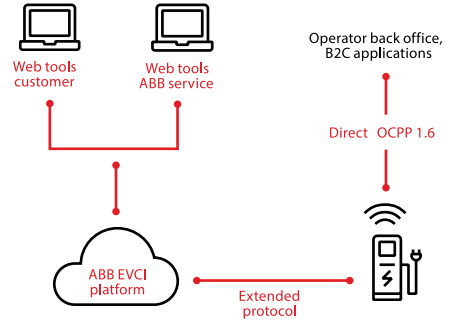 Web tools
customer
Web tools
ABB service
Operator back office,
B2C applications
Direct OCPP 1.6
ABB EVCI
platform
Extended
protocol